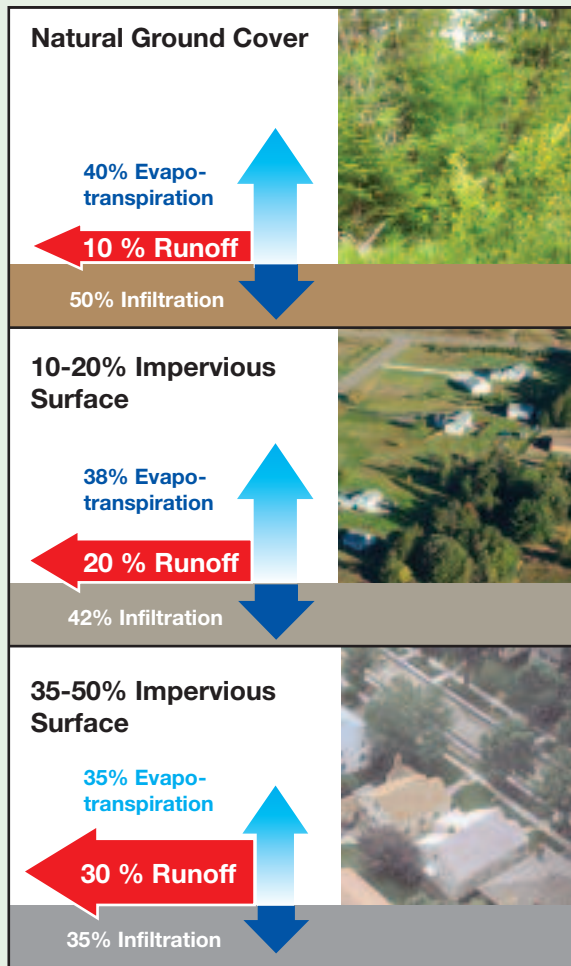 Natural Ground Cover
40% Evapo-
transpiration
10 % Runoff
50% Infiltration
10-20% Impervious
Surface
38% Evapo-
transpiration
20 % Runoff
42% Infiltration
35-50% Impervious
Surface
35% Evapo-
transpiration
30 % Runoff
35% Infiltration